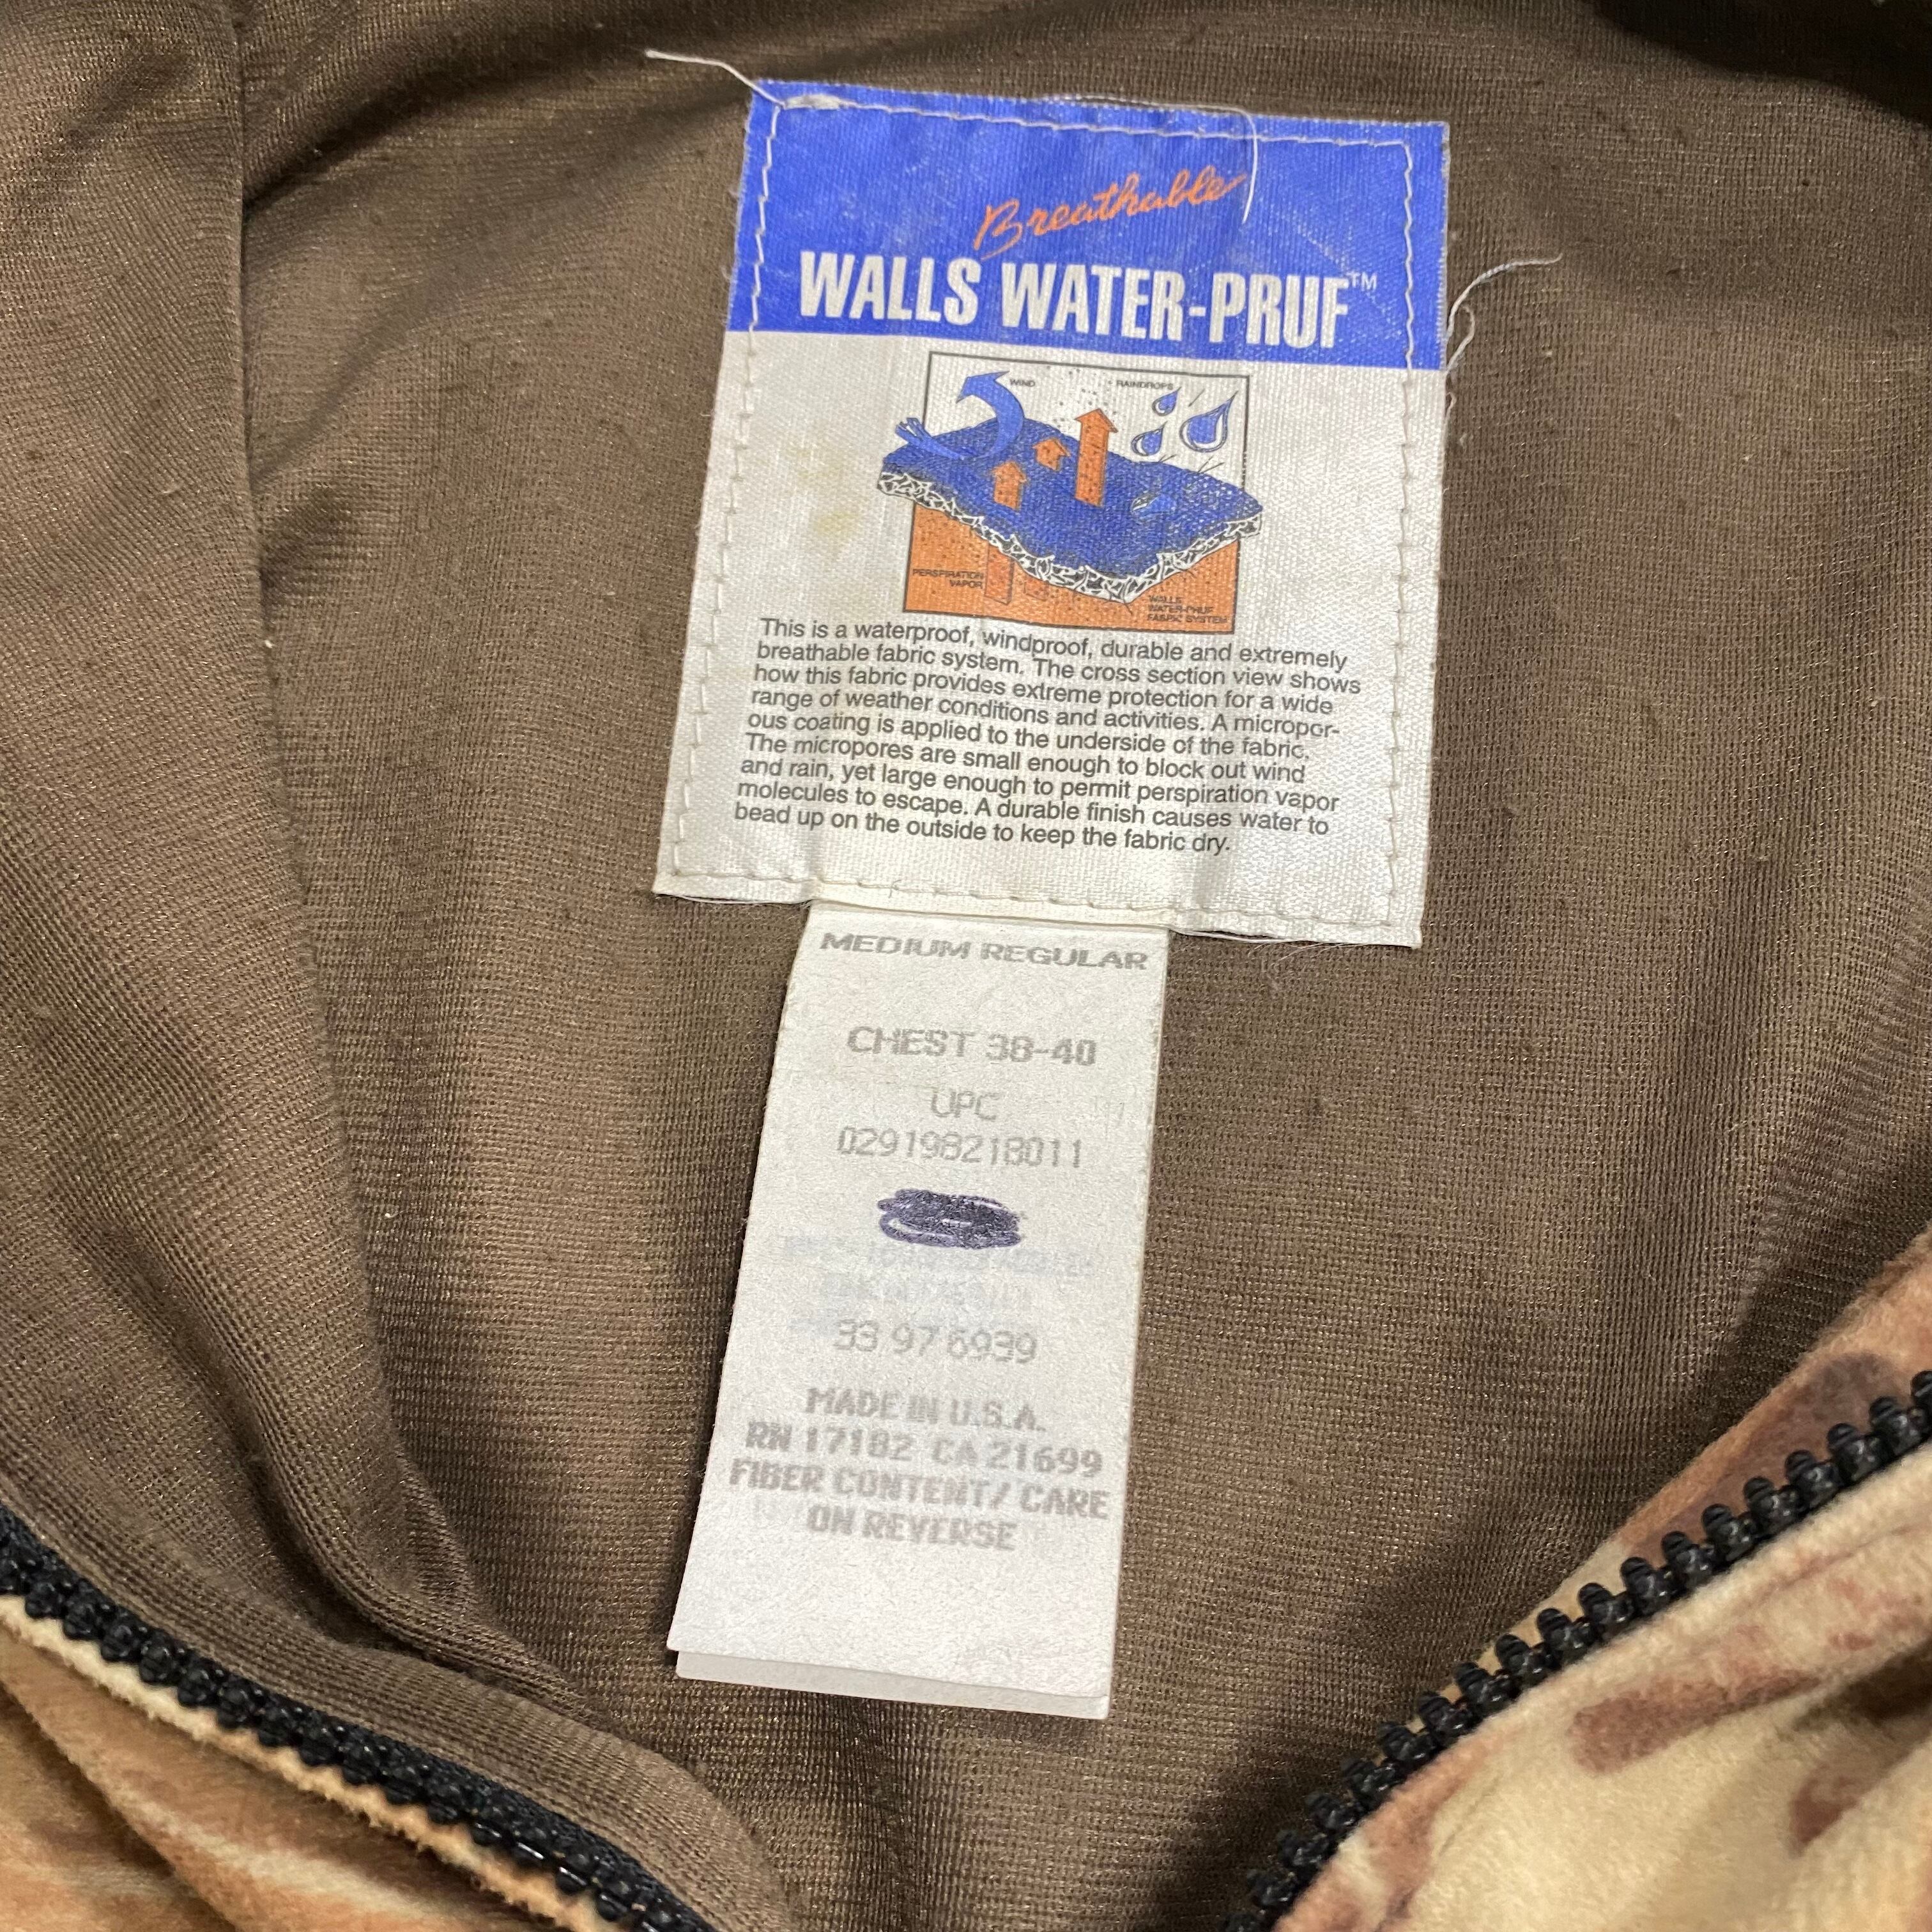 Breathable
WALLS WATER-PRUF™
WIND
RAINDROPS
PERSPIRATION
VAPOR
WALLS
WATER-PRUF
FABRIC SYSTEM
This is a waterproof, windproof, durable and extremely
breathable fabric system. The cross section view shows
how this fabric provides extreme protection for a wide
range of weather conditions and activities. A micropor-
ous coating is applied to the underside of the fabric.
The micropores are small enough to block out wind
and rain, yet large enough to permit perspiration vapor
molecules to escape. A durable finish causes water to
bead up on the outside to keep the fabric dry.
MEDIUM REGULAR
CHEST 38-40
UPC
029198218011
33 97 6939
MADE IN U.S.A.
RN 17182 CA 21699
FIBER CONTENT/ CARE
ON REVERSE